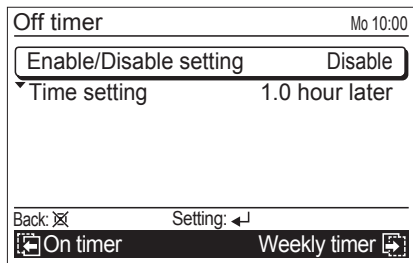 Off timer Mo 10:00
Enable/Disable setting Disable
Time setting 1.0 hour later
Back: Setting:
On timer Weekly timer